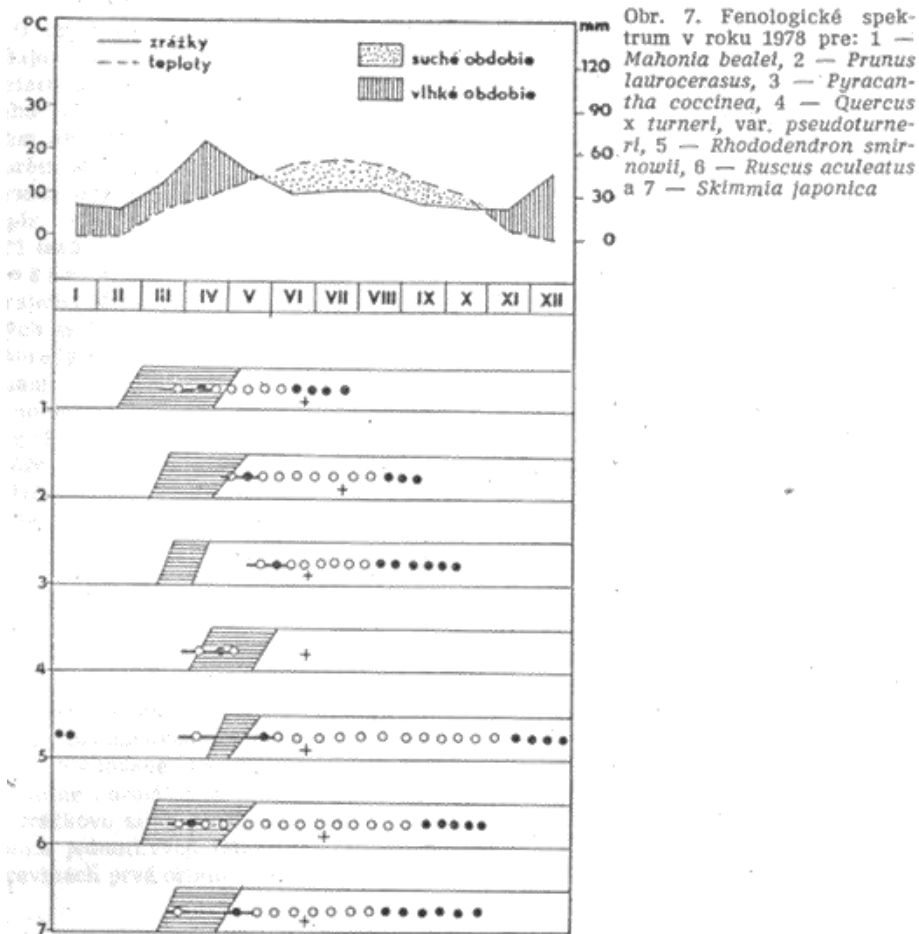 °C
30
20
10
0
zrážky
teploty
suché obdobie
vlhké obdobie
mm
120
90
60
30
0
Obr. 7. Fenologické spek-
trum v roku 1978 pre: 1 —
Mahonia bealei, 2 — Prunus
laurocerasus, 3 — Pyracan-
tha coccinea, 4 — Quercus
x turneri, var. pseudoturne-
ri, 5 — Rhododendron smir-
nowii, 6 — Ruscus aculeatus
a 7 — Skimmia japonica
I II III IV V VI VII VIII IX X XI XII
1
2
3
4
5
6
7